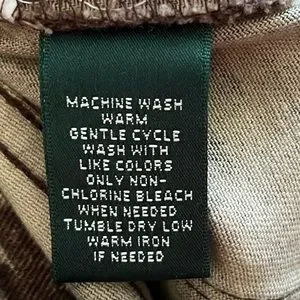 MACHINE WASH
WARM
GENTLE CYCLE
WASH WITH
LIKE COLORS
ONLY NON-
CHLORINE BLEACH
WHEN NEEDED
TUMBLE DRY LOW
WARM IRON
IF NEEDED